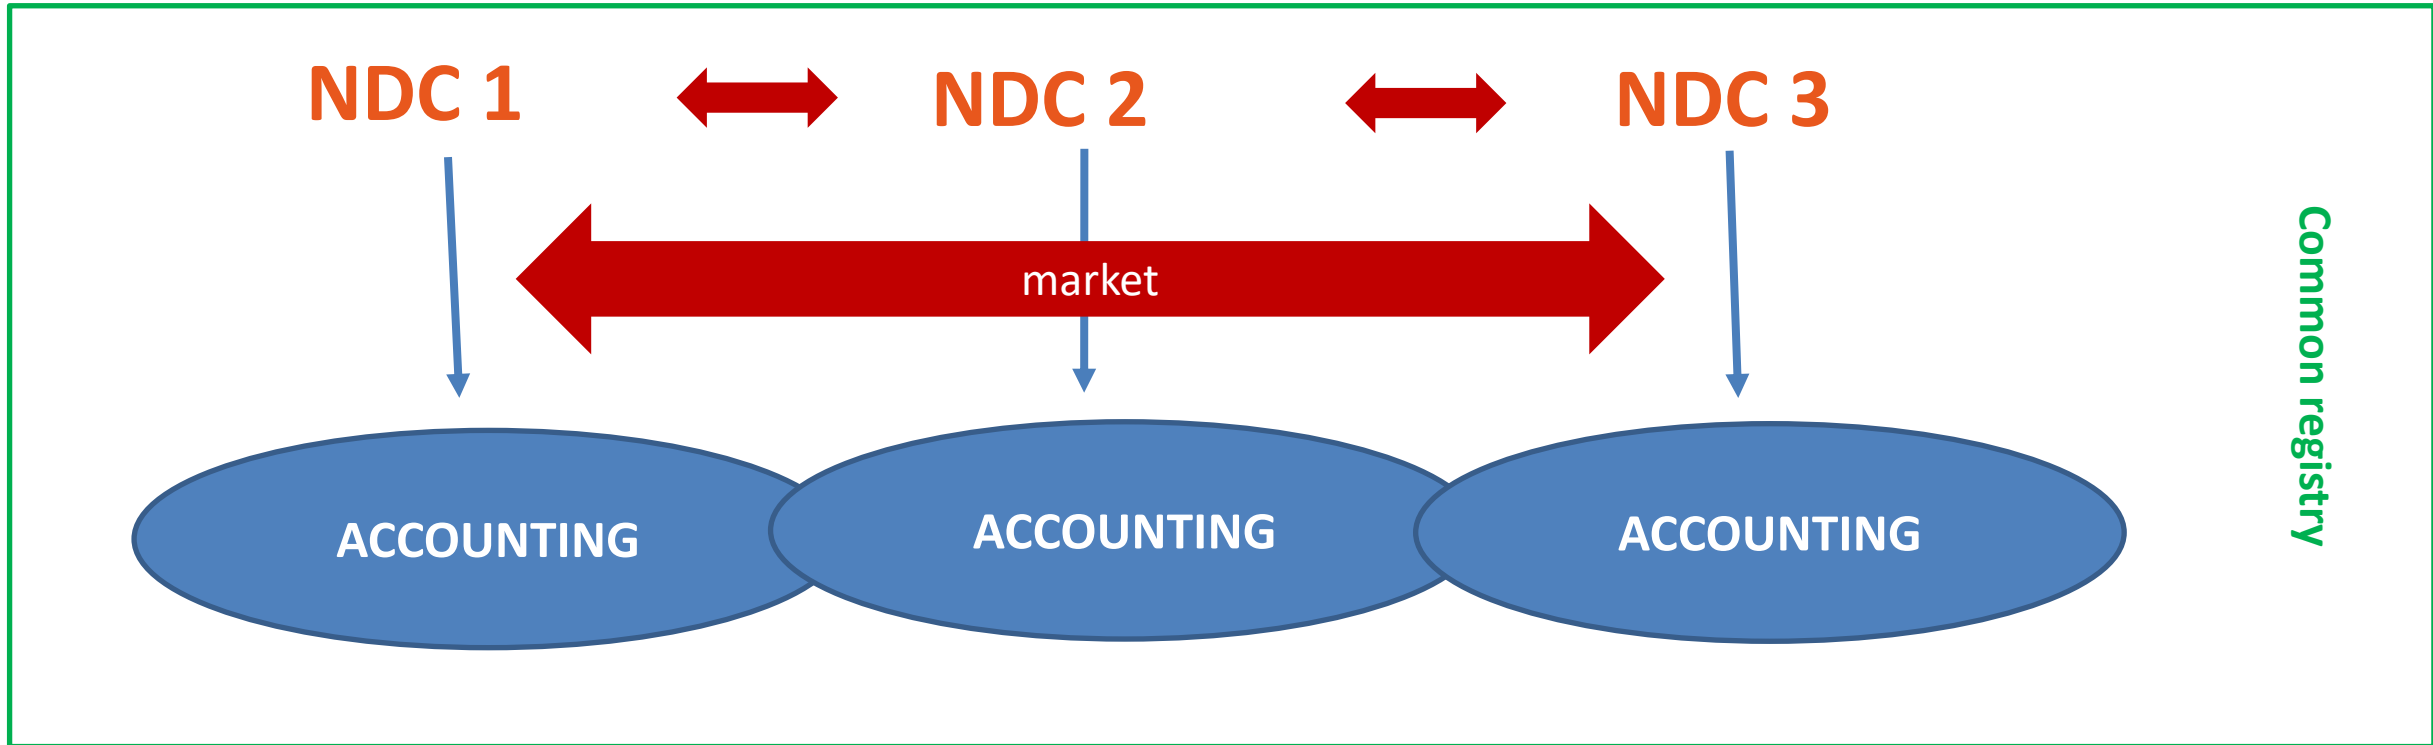 NDC 1
NDC 2
NDC 3
market
Common registry
ACCOUNTING
ACCOUNTING
ACCOUNTING